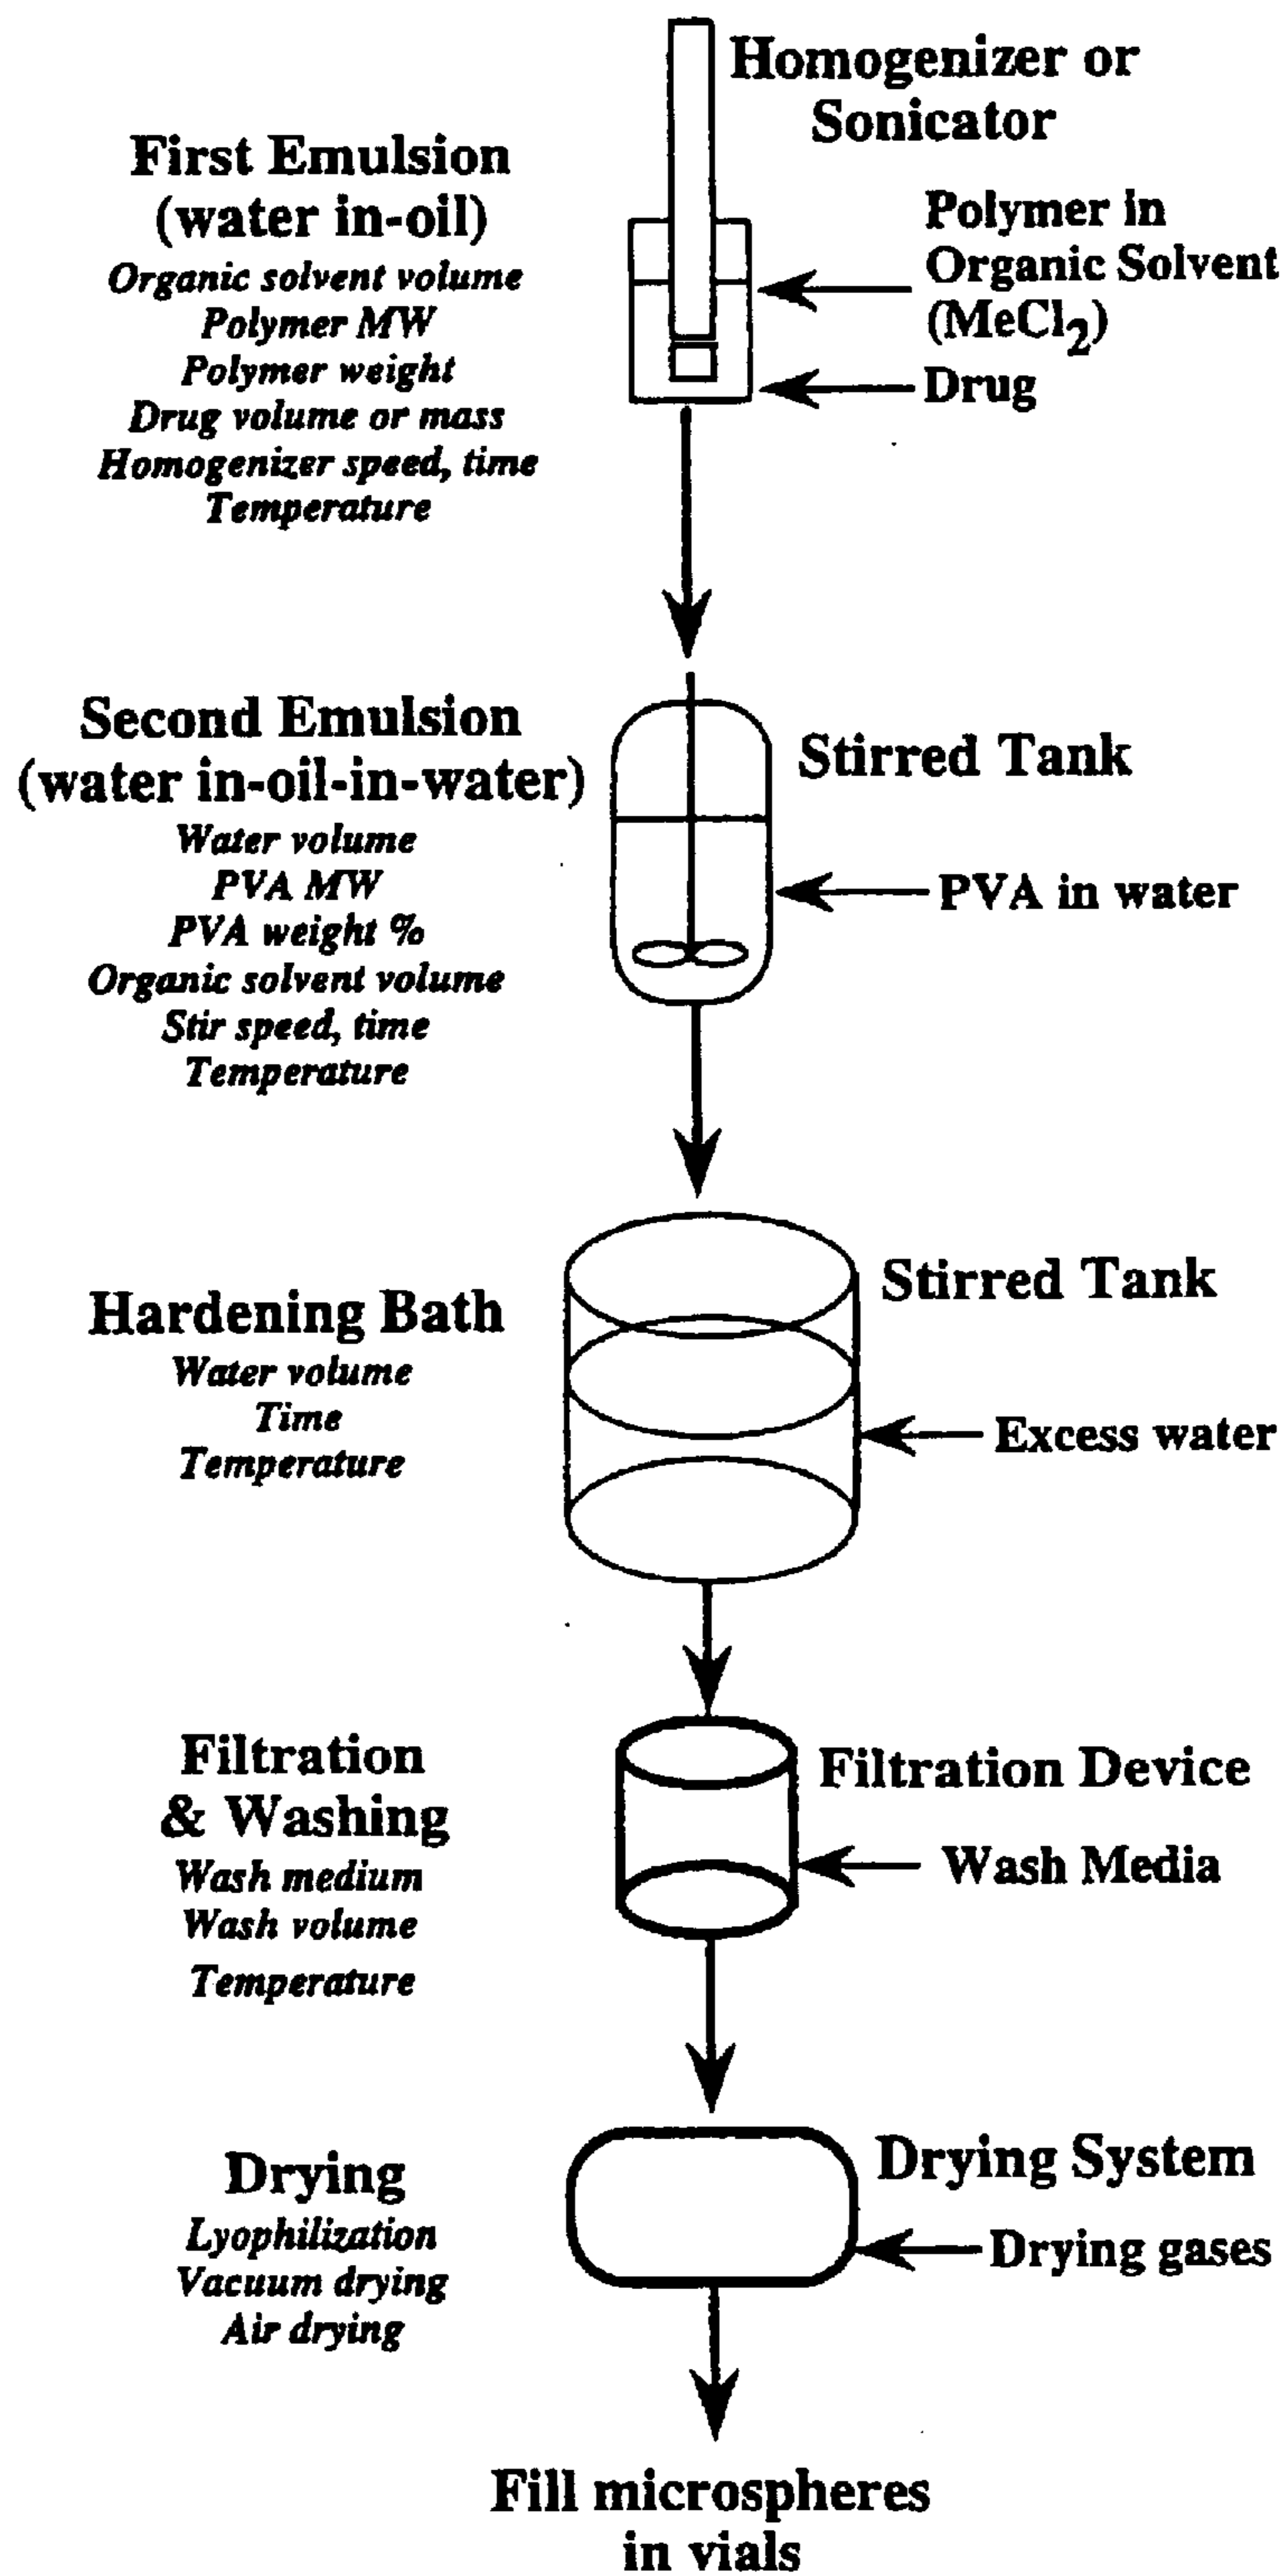 Homogenizer or
Sonicator
First Emulsion
(water in-oil)
Organic solvent volume
Polymer MW
Polymer weight
Drug volume or mass
Homogenizer speed, time
Temperature
Polymer in
Organic Solvent
(MeCl2)
Drug
Second Emulsion
(water in-oil-in-water)
Water volume
PVA MW
PVA weight %
Organic solvent volume
Stir speed, time
Temperature
Stirred Tank
PVA in water
Hardening Bath
Water volume
Time
Temperature
Stirred Tank
Excess water
Filtration
& Washing
Wash medium
Wash volume
Temperature
Filtration Device
Wash Media
Drying
Lyophilization
Vacuum drying
Air drying
Drying System
Drying gases
Fill microspheres
in vials